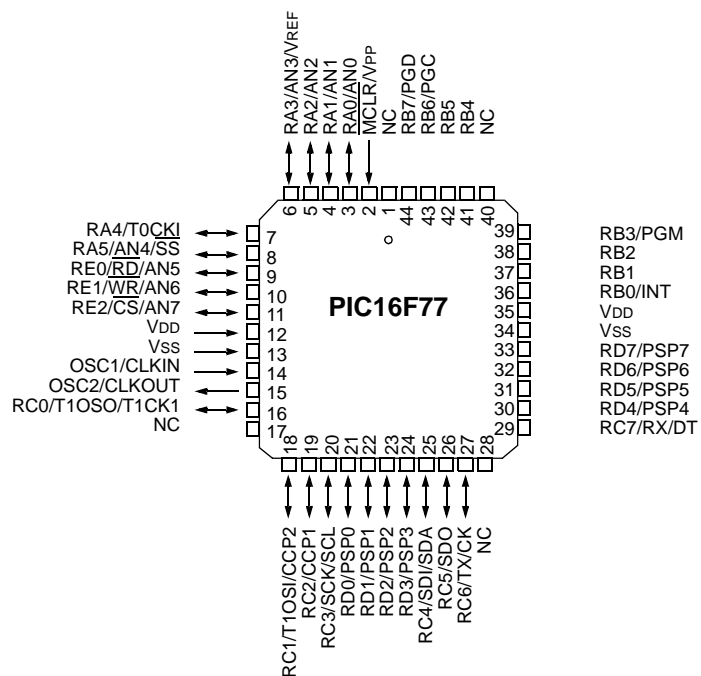 RA3/AN3/VREF
RA2/AN2
RA1/AN1
RA0/AN0
MCLR/VPP
NC
RB7/PGD
RB6/PGC
RB5
RB4
NC
6
5
4
3
2
1
44
43
42
41
40
RA4/T0CKI
RA5/AN4/SS
RE0/RD/AN5
RE1/WR/AN6
RE2/CS/AN7
VDD
VSS
OSC1/CLKIN
OSC2/CLKOUT
RC0/T1OSO/T1CK1
NC
7
8
9
10
11
12
13
14
15
16
17
PIC16F77
39
38
37
36
35
34
33
32
31
30
29
RB3/PGM
RB2
RB1
RB0/INT
VDD
VSS
RD7/PSP7
RD6/PSP6
RD5/PSP5
RD4/PSP4
RC7/RX/DT
18
19
20
21
22
23
24
25
26
27
28
RC1/T1OSI/CCP2
RC2/CCP1
RC3/SCK/SCL
RD0/PSP0
RD1/PSP1
RD2/PSP2
RD3/PSP3
RC4/SDI/SDA
RC5/SDO
RC6/TX/CK
NC